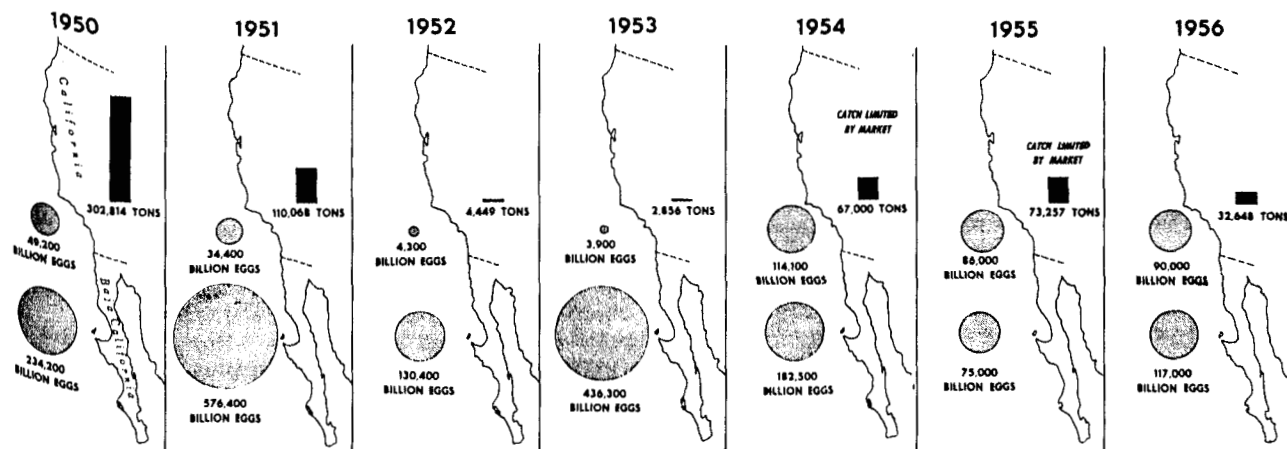 1950
California
302,814 TONS
49,200
BILLION EGGS
Baja California
234,200
BILLION EGGS
1951
110,068 TONS
34,400
BILLION EGGS
576,400
BILLION EGGS
1952
4,449 TONS
4,300
BILLION EGGS
130,400
BILLION EGGS
1953
2,856 TONS
3,900
BILLION EGGS
436,300
BILLION EGGS
1954
CATCH LIMITED
BY MARKET
67,000 TONS
114,100
BILLION EGGS
182,500
BILLION EGGS
1955
CATCH LIMITED
BY MARKET
73,257 TONS
86,000
BILLION EGGS
75,000
BILLION EGGS
1956
32,648 TONS
90,000
BILLION EGGS
117,000
BILLION EGGS